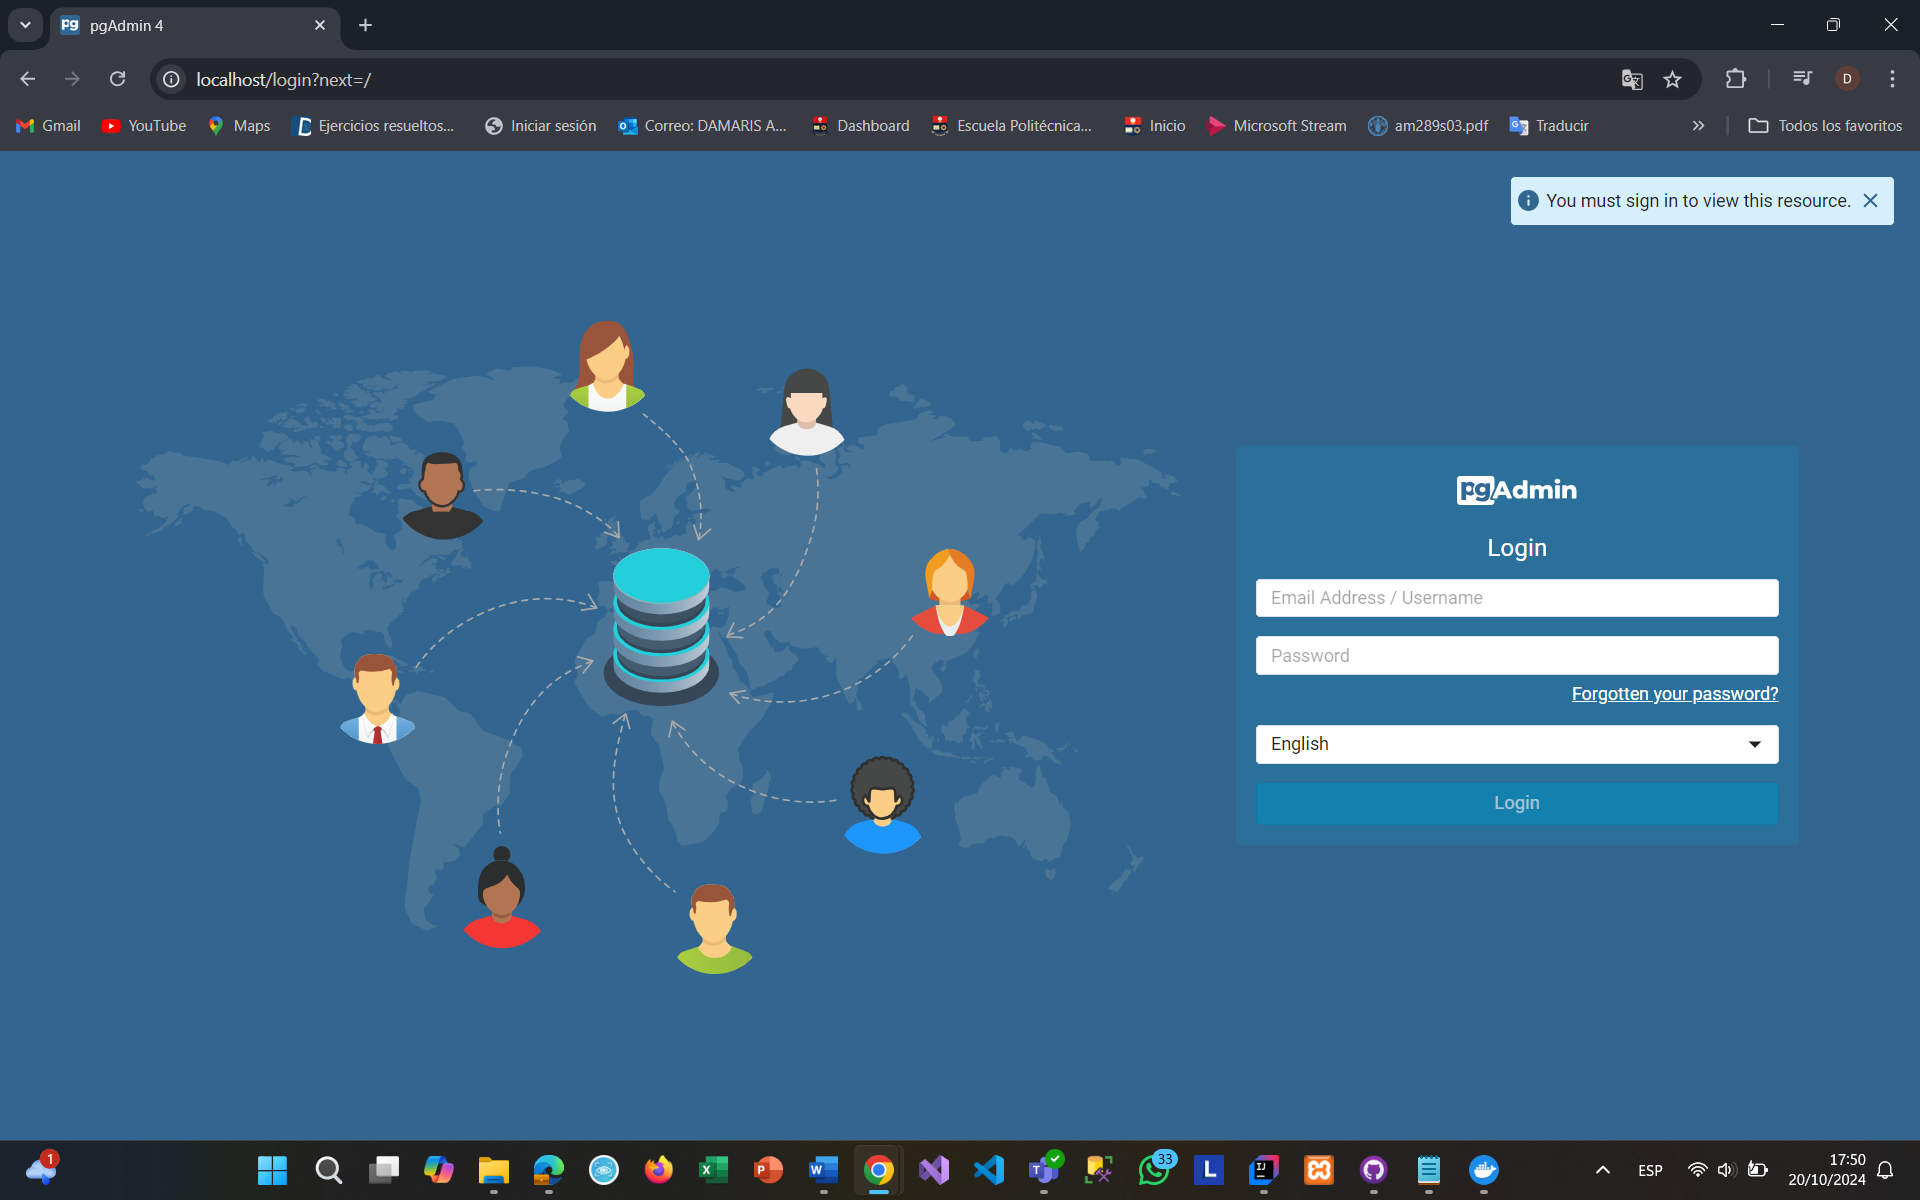 pg pgAdmin 4
localhost/login?next=/
D
Gmail YouTube Maps Ejercicios resueltos... Iniciar sesión Correo: DAMARIS A... Dashboard Escuela Politécnica... Inicio Microsoft Stream am289s03.pdf Traducir Todos los favoritos
You must sign in to view this resource.
pgAdmin
Login
Email Address / Username
Password
Forgotten your password?
English
Login
1
33
ESP
17:50
20/10/2024